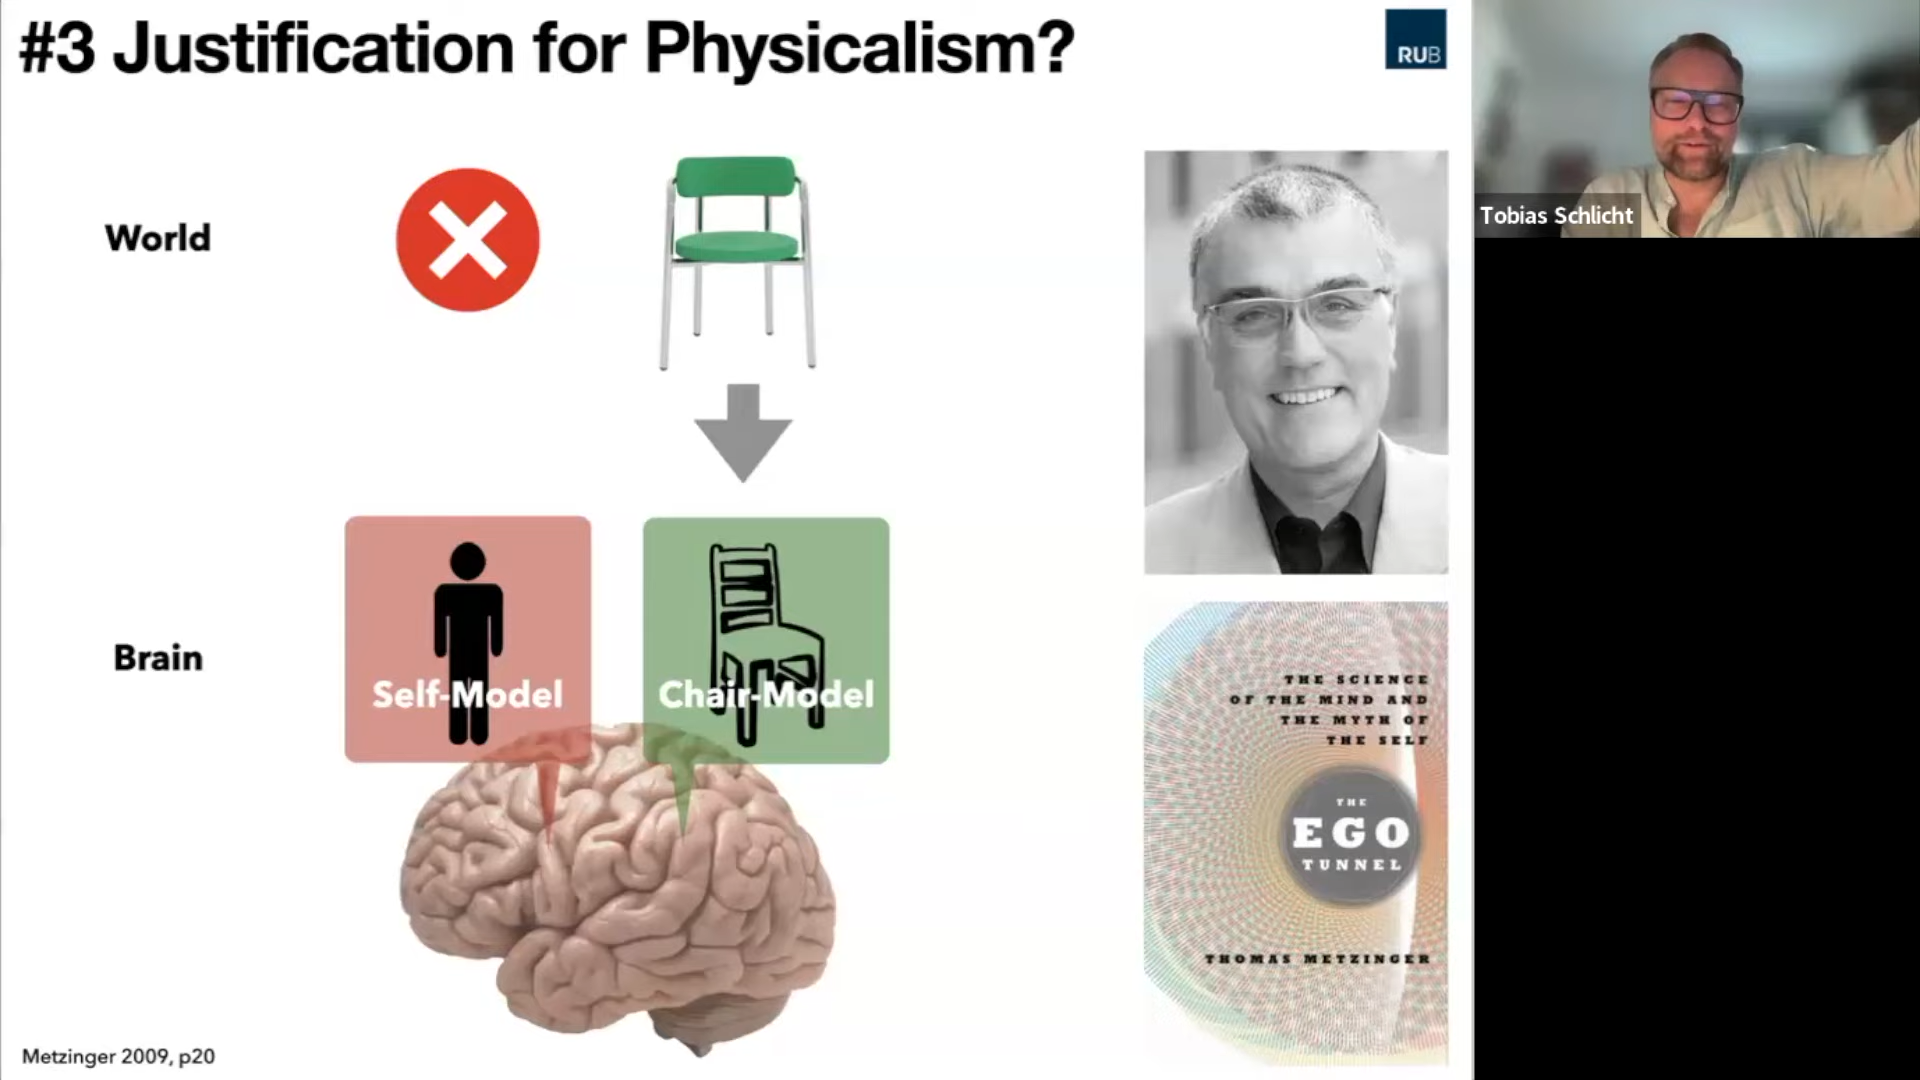 #3 Justification for Physicalism?
RUB
Tobias Schlicht
World
Brain
Self-Model
Chair-Model
THE SCIENCE
OF THE MIND AND
THE MYTH OF
THE SELF
THE
EGO
TUNNEL
THOMAS METZINGER
Metzinger 2009, p20